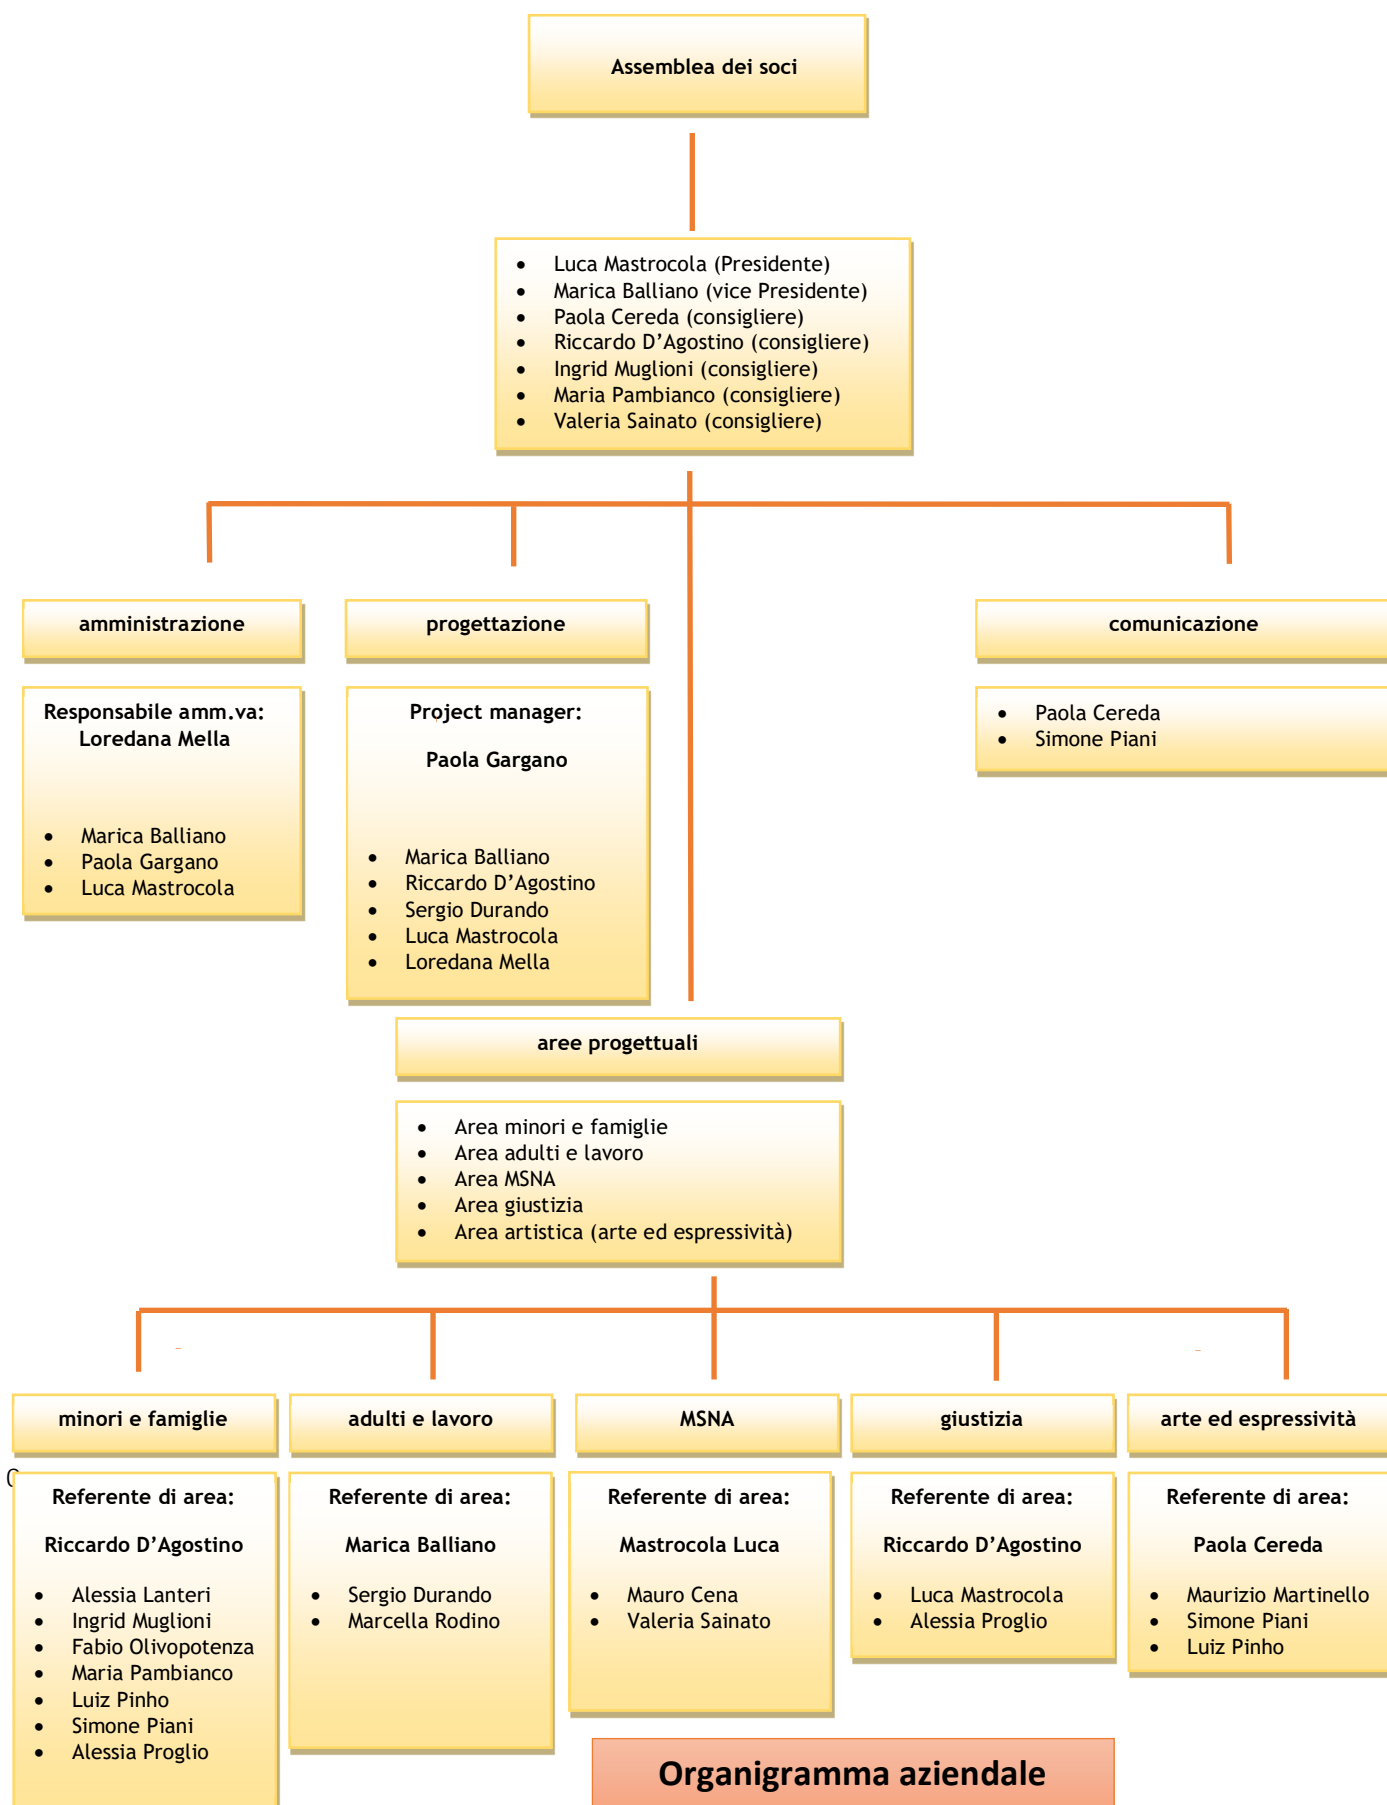 Assemblea dei soci
• Luca Mastrocola (Presidente)
• Marica Balliano (vice Presidente)
• Paola Cereda (consigliere)
• Riccardo D’Agostino (consigliere)
• Ingrid Muglioni (consigliere)
• Maria Pambianco (consigliere)
• Valeria Sainato (consigliere)
amministrazione
Responsabile amm.va:
Loredana Mella
• Marica Balliano
• Paola Gargano
• Luca Mastrocola
progettazione
Project manager:
Paola Gargano
• Marica Balliano
• Riccardo D’Agostino
• Sergio Durando
• Luca Mastrocola
• Loredana Mella
comunicazione
• Paola Cereda
• Simone Piani
aree progettuali
• Area minori e famiglie
• Area adulti e lavoro
• Area MSNA
• Area giustizia
• Area artistica (arte ed espressività)
minori e famiglie
Referente di area:
Riccardo D’Agostino
• Alessia Lanteri
• Ingrid Muglioni
• Fabio Olivopotenza
• Maria Pambianco
• Luiz Pinho
• Simone Piani
• Alessia Proglio
adulti e lavoro
Referente di area:
Marica Balliano
• Sergio Durando
• Marcella Rodino
MSNA
Referente di area:
Mastrocola Luca
• Mauro Cena
• Valeria Sainato
giustizia
Referente di area:
Riccardo D’Agostino
• Luca Mastrocola
• Alessia Proglio
arte ed espressività
Referente di area:
Paola Cereda
• Maurizio Martinello
• Simone Piani
• Luiz Pinho
Organigramma aziendale